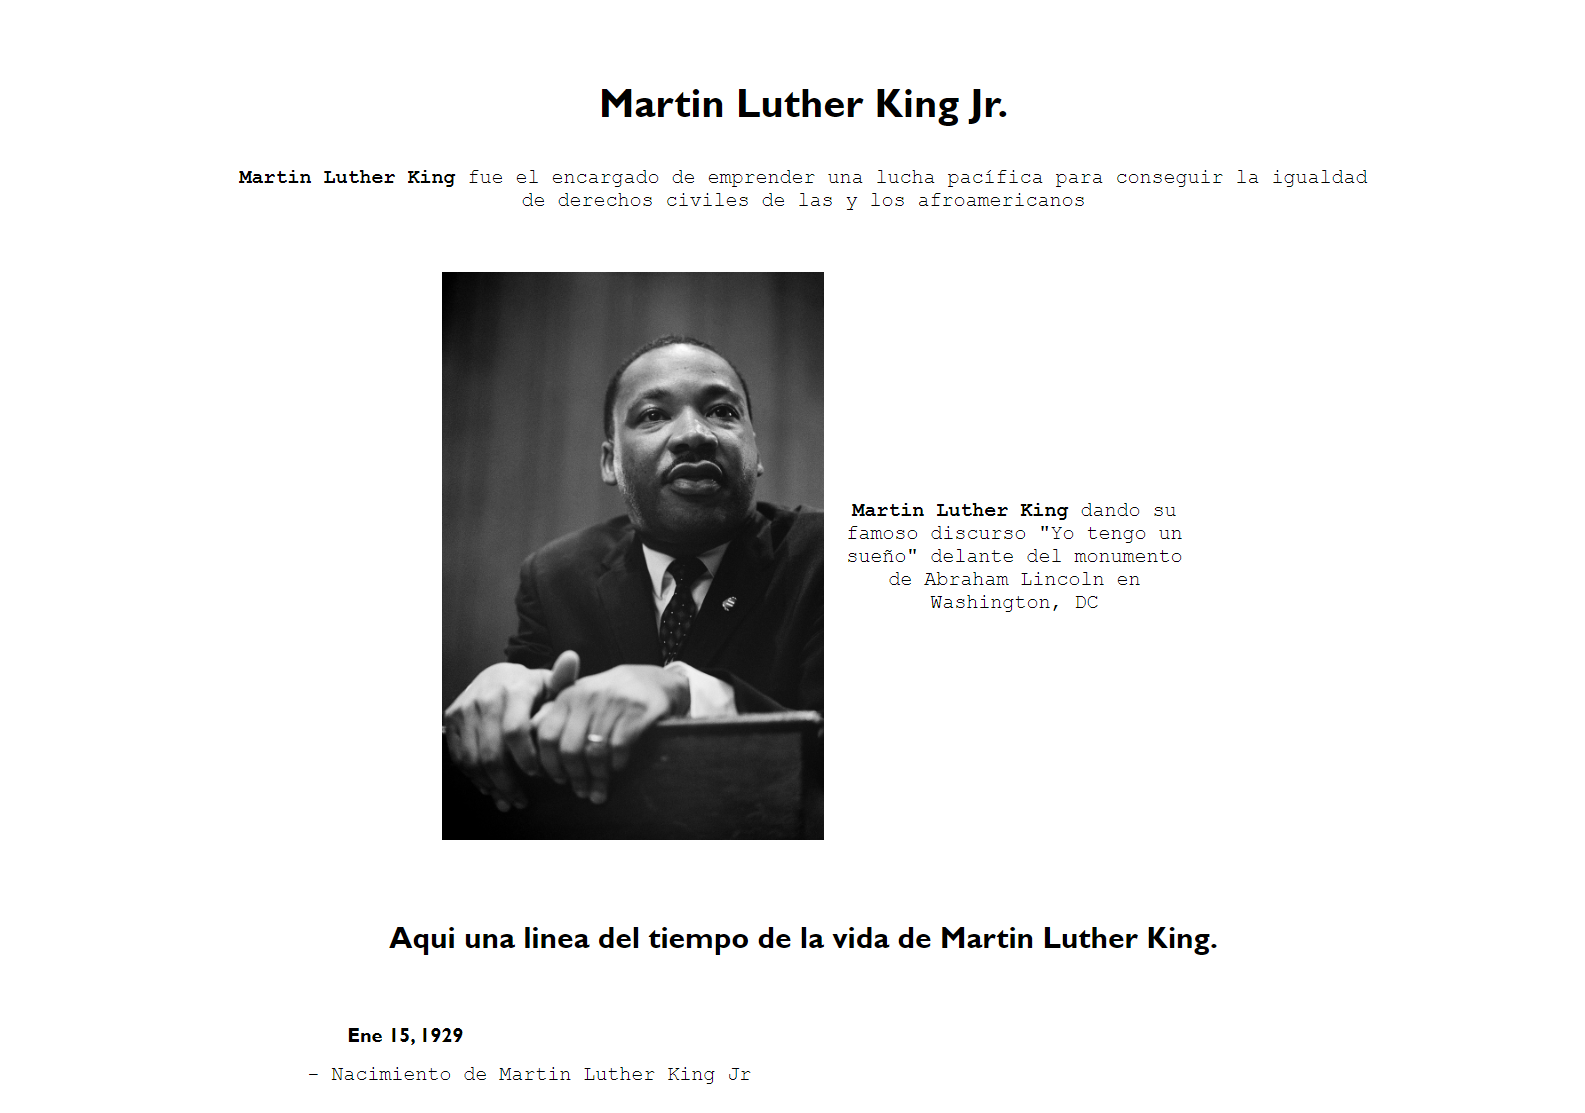 Martin Luther King Jr.
Martin Luther King fue el encargado de emprender una lucha pacífica para conseguir la igualdad
de derechos civiles de las y los afroamericanos
Martin Luther King dando su
famoso discurso "Yo tengo un
sueño" delante del monumento
de Abraham Lincoln en
Washington, DC
Aqui una linea del tiempo de la vida de Martin Luther King.
Ene 15, 1929
- Nacimiento de Martin Luther King Jr